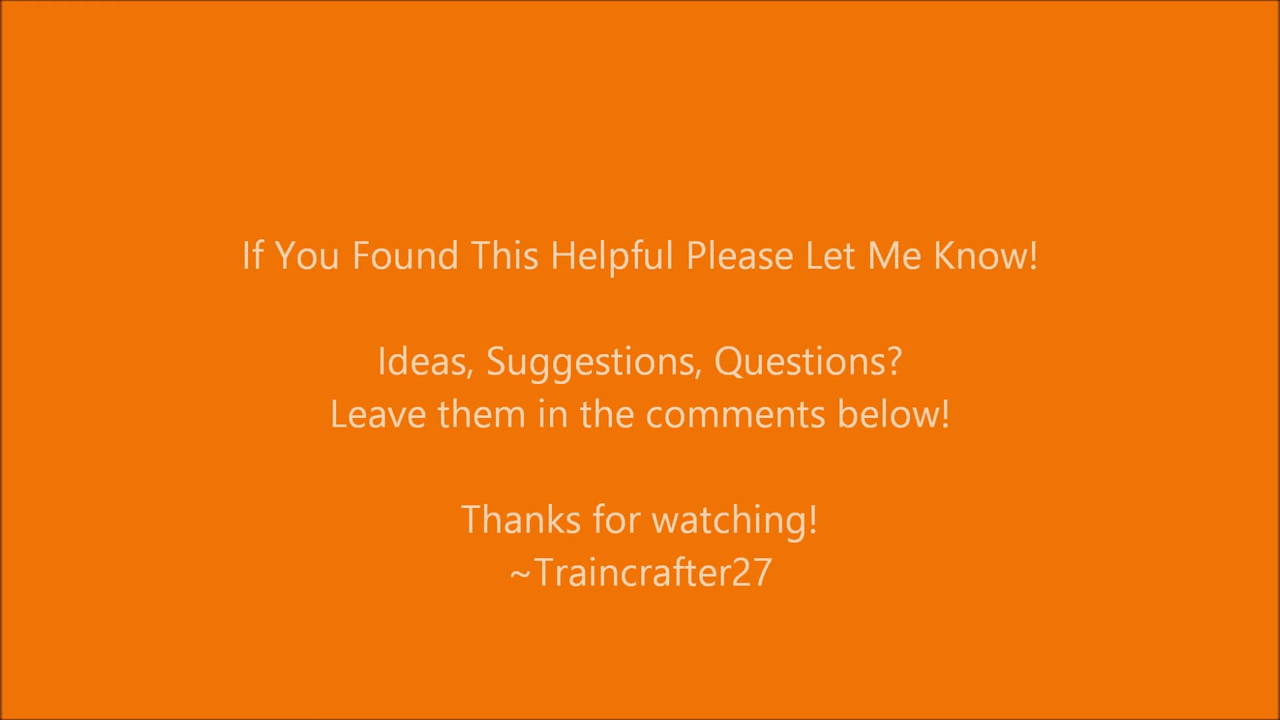 If You Found This Helpful Please Let Me Know!
Ideas, Suggestions, Questions?
Leave them in the comments below!
Thanks for watching!
~Traincrafter27